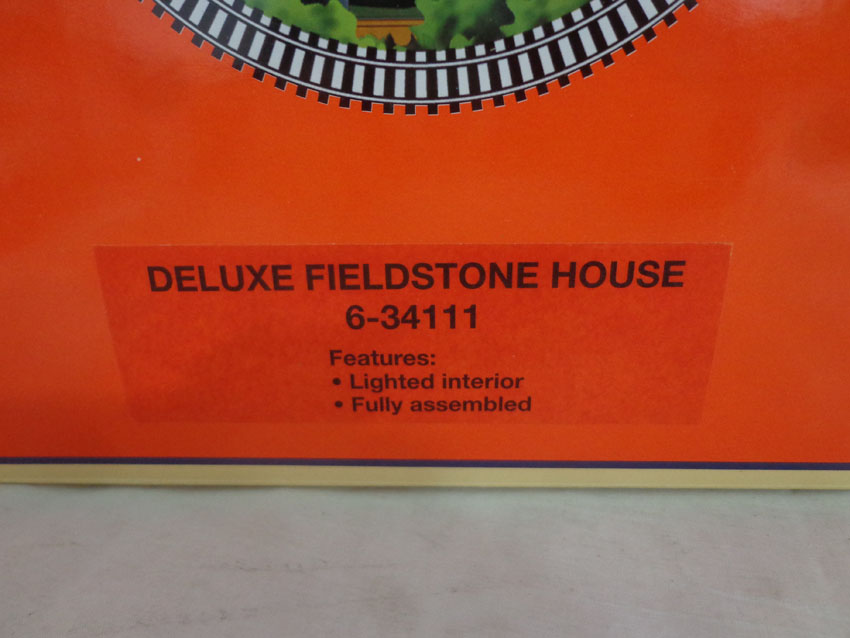 DELUXE FIELDSTONE HOUSE
6-34111
Features:
• Lighted interior
• Fully assembled